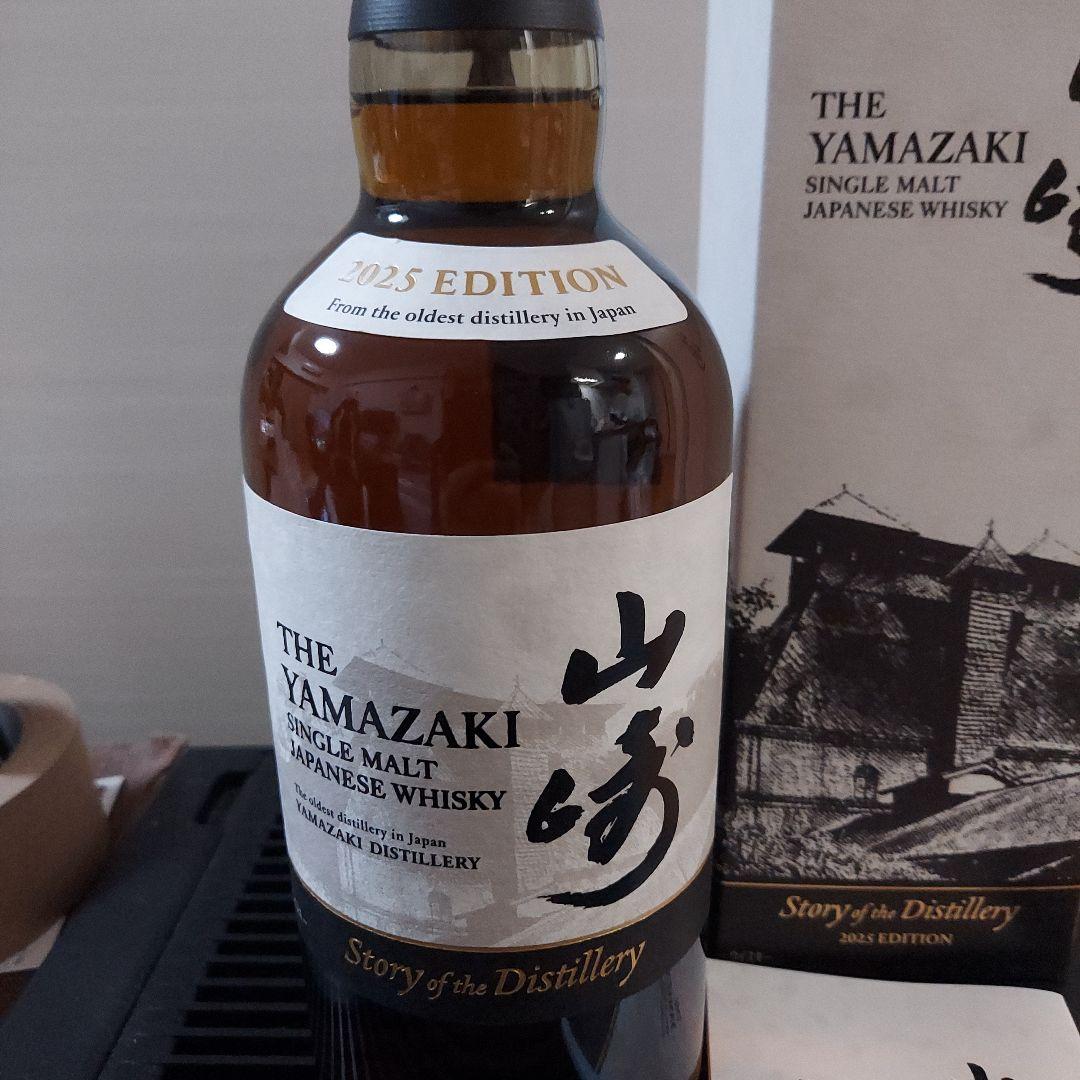 2025 EDITION
From the oldest distillery in Japan
THE
YAMAZAKI
SINGLE MALT
JAPANESE WHISKY
The oldest distillery in Japan
YAMAZAKI DISTILLERY
山崎
Story of the Distillery
THE
YAMAZAKI
SINGLE MALT
JAPANESE WHISKY
Story of the Distillery
2025 EDITION